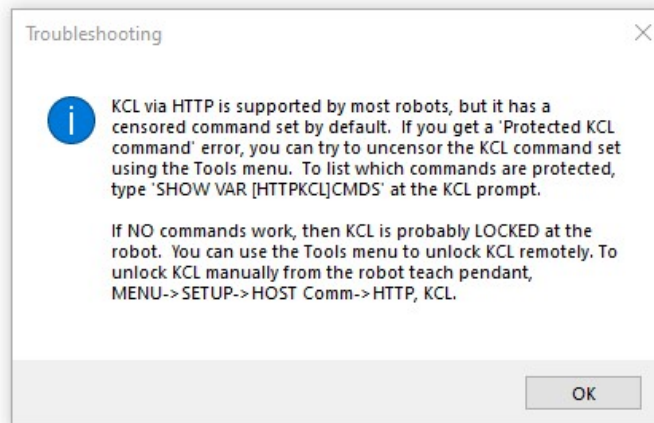 Troubleshooting
KCL via HTTP is supported by most robots, but it has a
censored command set by default.  If you get a 'Protected KCL
command' error, you can try to uncensor the KCL command set
using the Tools menu.  To list which commands are protected,
type 'SHOW VAR [HTTPKCL]CMDS' at the KCL prompt.
If NO commands work, then KCL is probably LOCKED at the
robot.  You can use the Tools menu to unlock KCL remotely. To
unlock KCL manually from the robot teach pendant,
MENU->SETUP->HOST Comm->HTTP, KCL.
OK